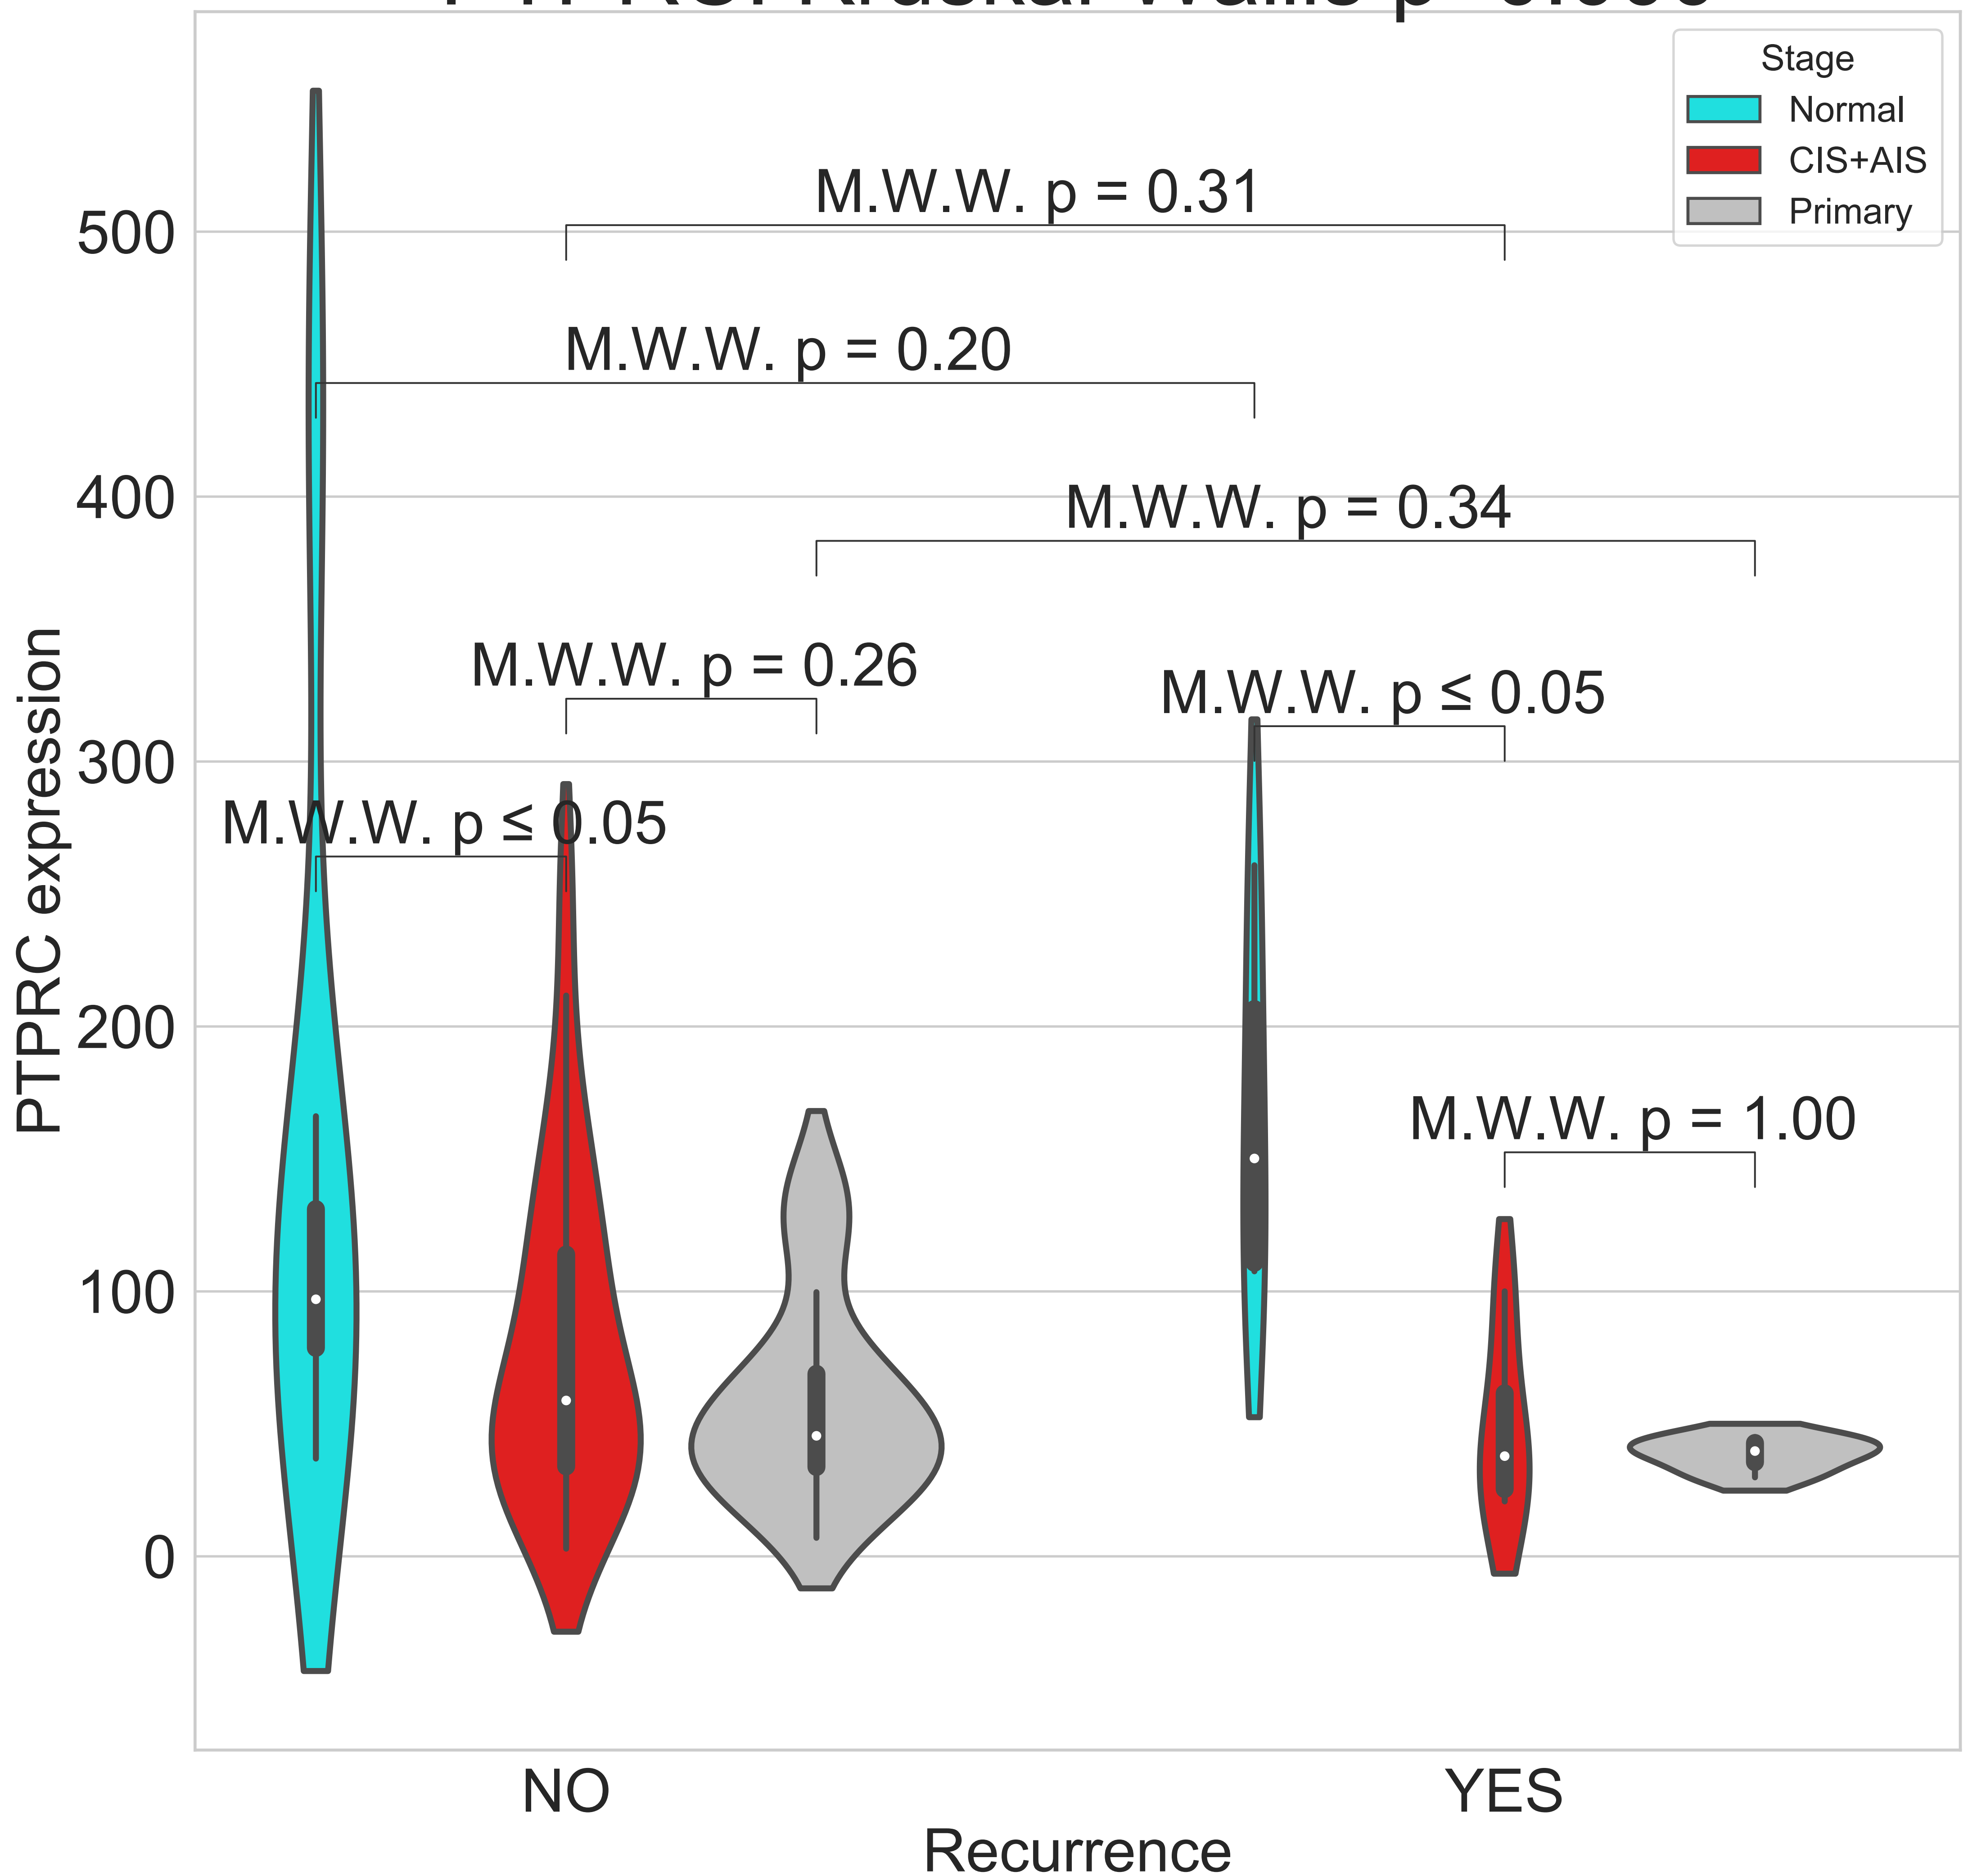 Stage
Normal
CIS+AIS
Primary
M.W.W. p = 0.31
M.W.W. p = 0.20
M.W.W. p = 0.34
M.W.W. p = 0.26
M.W.W. p ≤ 0.05
M.W.W. p ≤ 0.05
M.W.W. p = 1.00
PTPRC expression
500
400
300
200
100
0
NO
YES
Recurrence